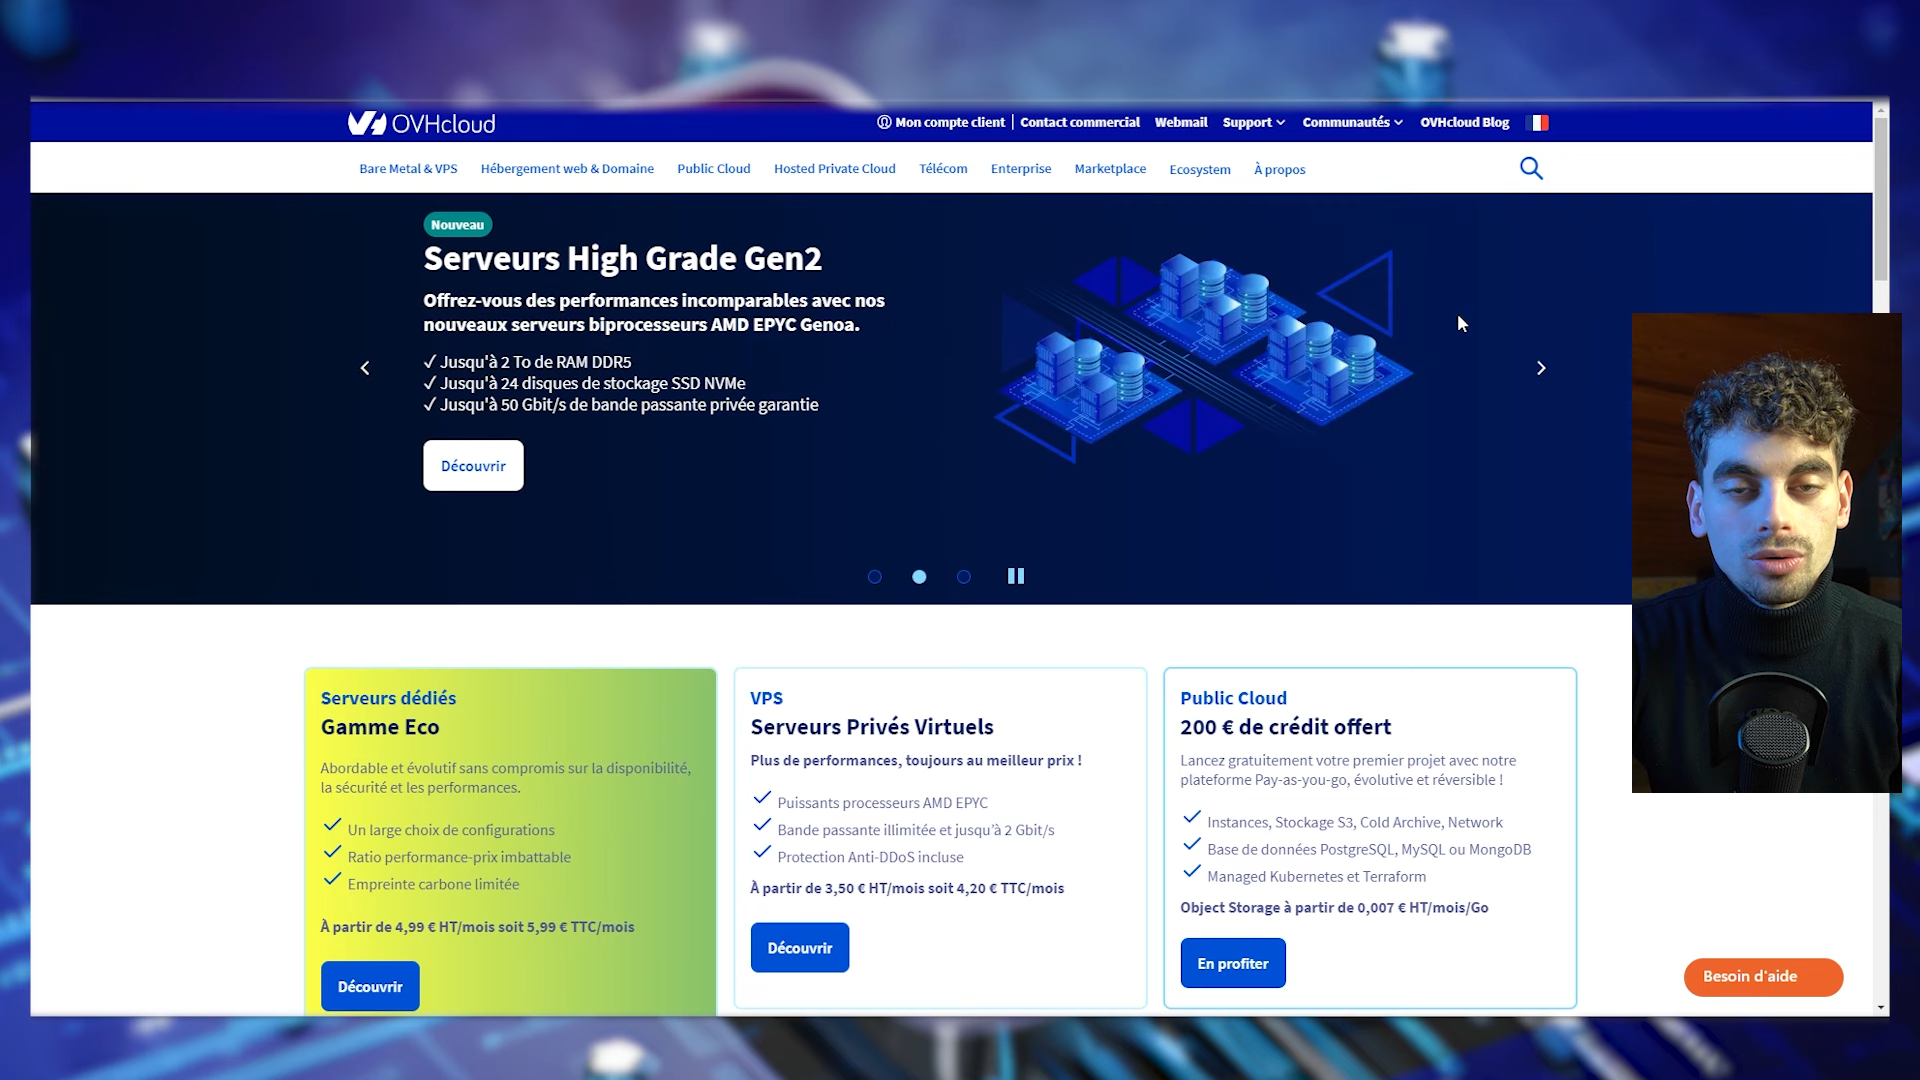 OVHcloud
Mon compte client | Contact commercial Webmail Support Communautés OVHcloud Blog
Bare Metal & VPS Hébergement web & Domaine Public Cloud Hosted Private Cloud Télécom Enterprise Marketplace Ecosystem À propos
Nouveau
Serveurs High Grade Gen2
Offrez-vous des performances incomparables avec nos
nouveaux serveurs biprocesseurs AMD EPYC Genoa.
✓ Jusqu'à 2 To de RAM DDR5
✓ Jusqu'à 24 disques de stockage SSD NVMe
✓ Jusqu'à 50 Gbit/s de bande passante privée garantie
Découvrir
Serveurs dédiés
Gamme Eco
Abordable et évolutif sans compromis sur la disponibilité,
la sécurité et les performances.
Un large choix de configurations
Ratio performance-prix imbattable
Empreinte carbone limitée
À partir de 4,99 € HT/mois soit 5,99 € TTC/mois
Découvrir
VPS
Serveurs Privés Virtuels
Plus de performances, toujours au meilleur prix !
Puissants processeurs AMD EPYC
Bande passante illimitée et jusqu'à 2 Gbit/s
Protection Anti-DDoS incluse
À partir de 3,50 € HT/mois soit 4,20 € TTC/mois
Découvrir
Public Cloud
200 € de crédit offert
Lancez gratuitement votre premier projet avec notre
plateforme Pay-as-you-go, évolutive et réversible !
Instances, Stockage S3, Cold Archive, Network
Base de données PostgreSQL, MySQL ou MongoDB
Managed Kubernetes et Terraform
Object Storage à partir de 0,007 € HT/mois/Go
En profiter
Besoin d'aide